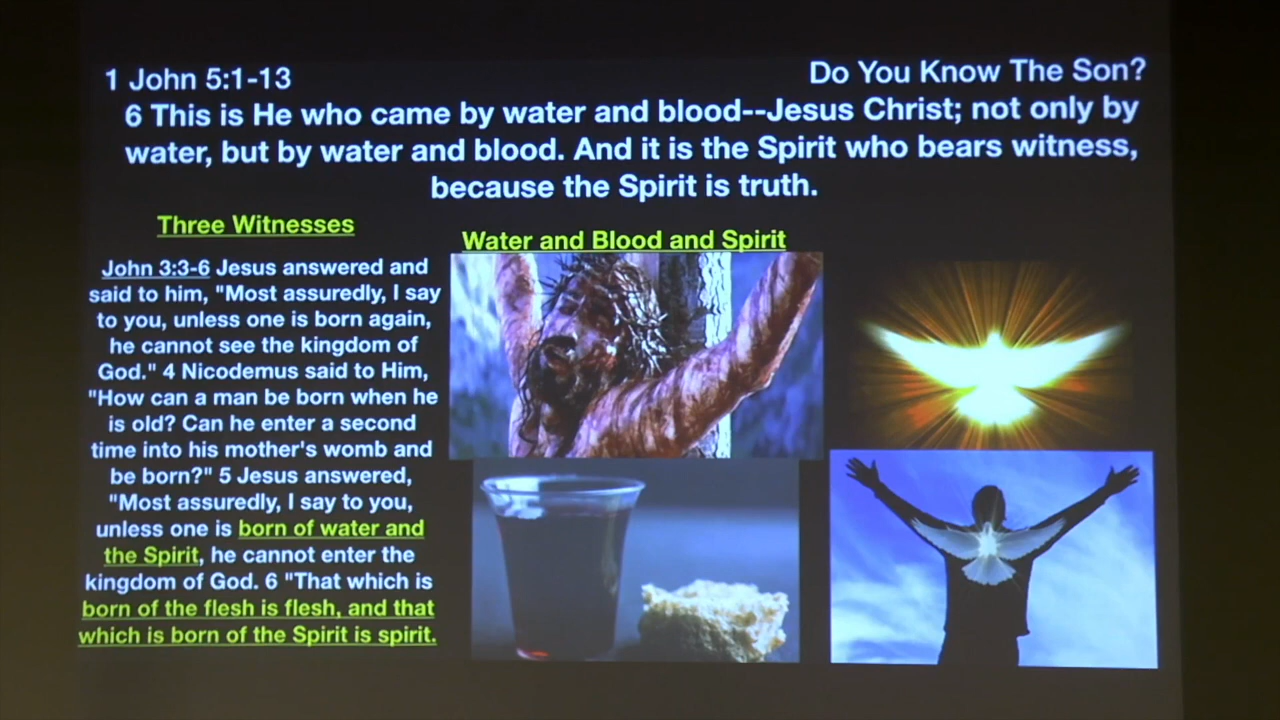 1 John 5:1-13
Do You Know The Son?
6 This is He who came by water and blood--Jesus Christ; not only by
water, but by water and blood. And it is the Spirit who bears witness,
because the Spirit is truth.
Three Witnesses
John 3:3-6 Jesus answered and
said to him, "Most assuredly, I say
to you, unless one is born again,
he cannot see the kingdom of
God." 4 Nicodemus said to Him,
"How can a man be born when he
is old? Can he enter a second
time into his mother's womb and
be born?" 5 Jesus answered,
"Most assuredly, I say to you,
unless one is born of water and
the Spirit, he cannot enter the
kingdom of God. 6 "That which is
born of the flesh is flesh, and that
which is born of the Spirit is spirit.
Water and Blood and Spirit